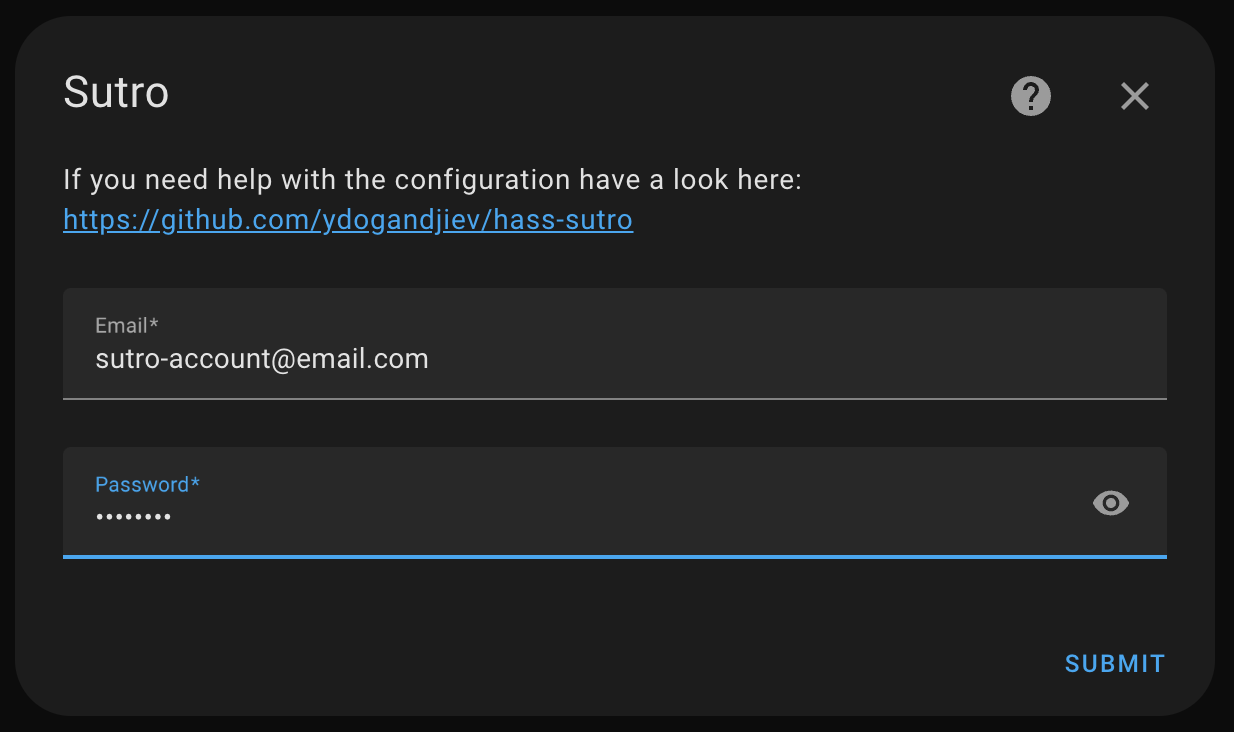 Sutro
If you need help with the configuration have a look here:
https://github.com/ydogandjiev/hass-sutro
Email*
sutro-account@email.com
Password*
••••••••
SUBMIT